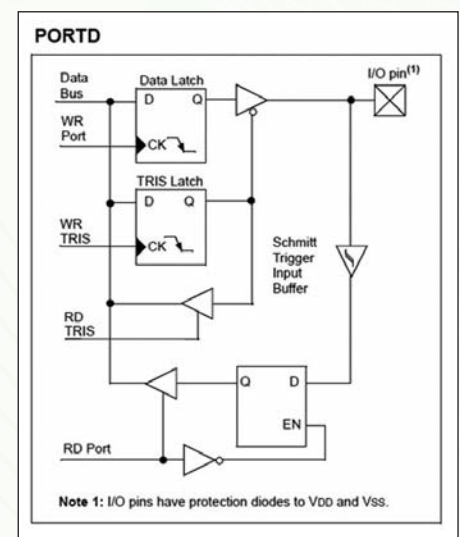 PORTD
Data
Bus
Data Latch
I/O pin(1)
D Q
WR
Port
CK
TRIS Latch
D Q
WR
TRIS
CK
Schmitt
Trigger
Input
Buffer
RD
TRIS
Q D
EN
RD Port
Note 1: I/O pins have protection diodes to VDD and VSS.